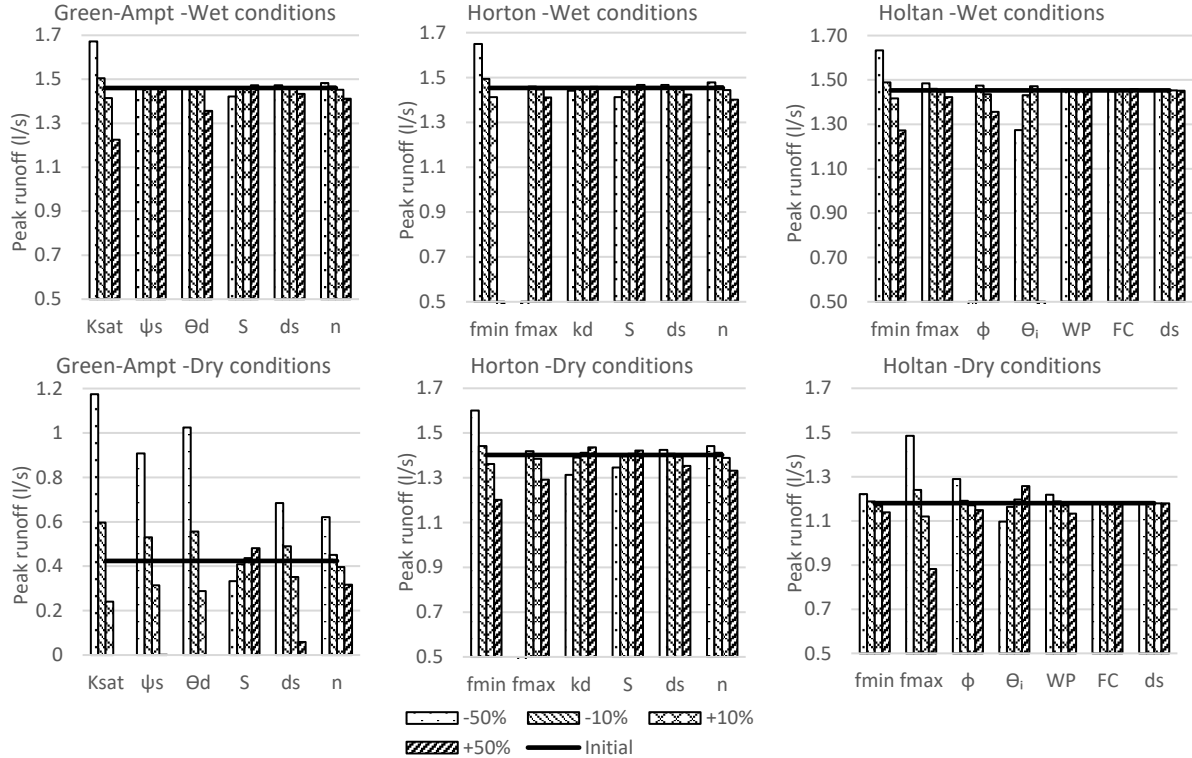 Green-Ampt -Wet conditions
Peak runoff (l/s)
1.7
1.5
1.3
1.1
0.9
0.7
0.5
Ksat ψs Θd S ds n
Horton -Wet conditions
Peak runoff (l/s)
1.7
1.5
1.3
1.1
0.9
0.7
0.5
fmin fmax kd S ds n
Holtan -Wet conditions
Peak runoff (l/s)
1.70
1.50
1.30
1.10
0.90
0.70
0.50
fmin fmax ϕ Θᵢ WP FC ds
Green-Ampt -Dry conditions
Peak runoff (l/s)
1.2
1
0.8
0.6
0.4
0.2
0
Ksat ψs Θd S ds n
Horton -Dry conditions
Peak runoff (l/s)
1.7
1.5
1.3
1.1
0.9
0.7
0.5
fmin fmax kd S ds n
Holtan -Dry conditions
Peak runoff (l/s)
1.7
1.5
1.3
1.1
0.9
0.7
0.5
fmin fmax ϕ Θᵢ WP FC ds
-50% -10% +10%
+50% Initial